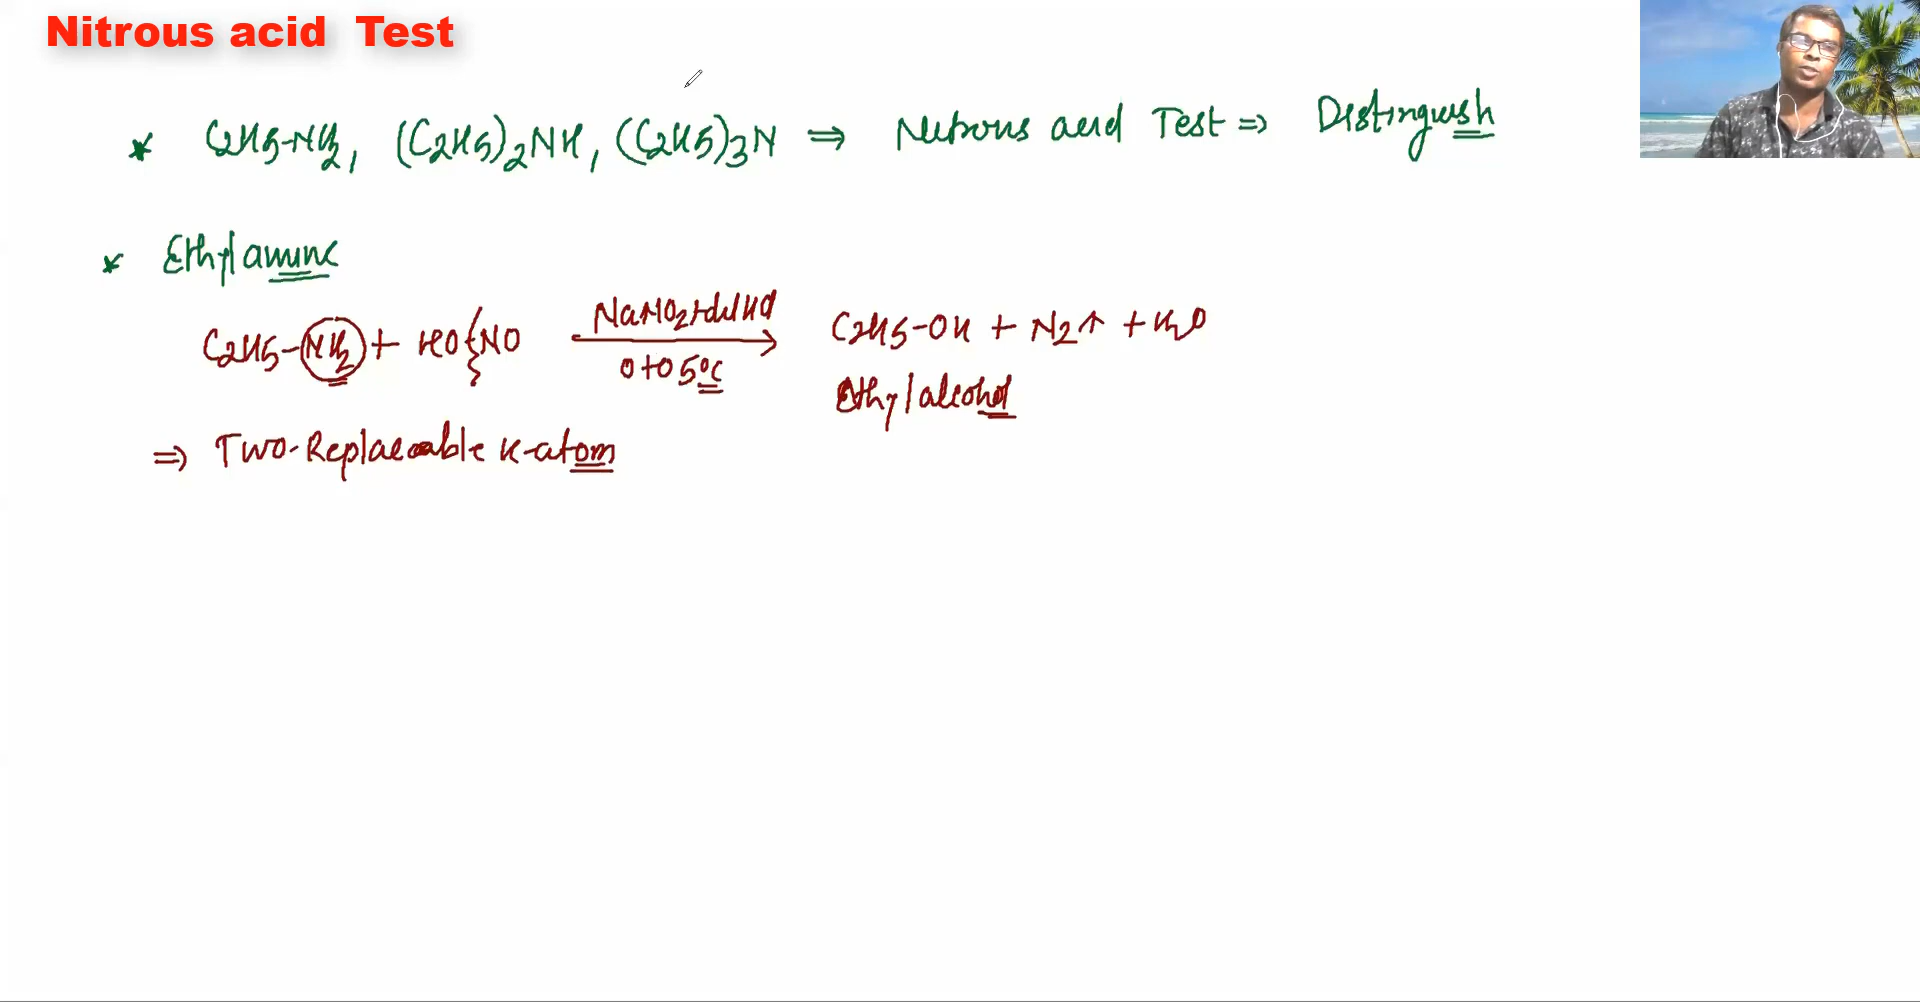 Nitrous acid Test
* C2H5-NH2, (C2H5)2NH, (C2H5)3N ⇒ Nitrous acid Test ⇒ Distinguish
* Ethylamine
C2H5-NH2 + HO{NO NaNO2+dil HCl 0 to 5°C C2H5-OH + N2↑ + H2O
Ethyl alcohol
⇒ Two-Replaceable H-atom